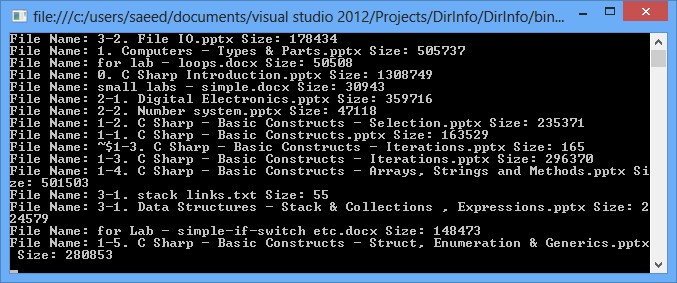 file:///c:/users/saeed/documents/visual studio 2012/Projects/DirInfo/DirInfo/bin...
File Name: 3-2. File IO.pptx Size: 178434
File Name: 1. Computers - Types & Parts.pptx Size: 505737
File Name: for lab - loops.docx Size: 50508
File Name: 0. C Sharp Introduction.pptx Size: 1308749
File Name: small labs - simple.docx Size: 30943
File Name: 2-1. Digital Electronics.pptx Size: 359716
File Name: 2-2. Number system.pptx Size: 47118
File Name: 1-2. C Sharp - Basic Constructs - Selection.pptx Size: 235371
File Name: 1-1. C Sharp - Basic Constructs.pptx Size: 163529
File Name: ~$1-3. C Sharp - Basic Constructs - Iterations.pptx Size: 165
File Name: 1-3. C Sharp - Basic Constructs - Iterations.pptx Size: 296370
File Name: 1-4. C Sharp - Basic Constructs - Arrays, Strings and Methods.pptx Si
ze: 501503
File Name: 3-1. stack links.txt Size: 55
File Name: 3-1. Data Structures - Stack & Collections , Expressions.pptx Size: 2
24579
File Name: for Lab - simple-if-switch etc.docx Size: 148473
File Name: 1-5. C Sharp - Basic Constructs - Struct, Enumeration & Generics.pptx
Size: 280853